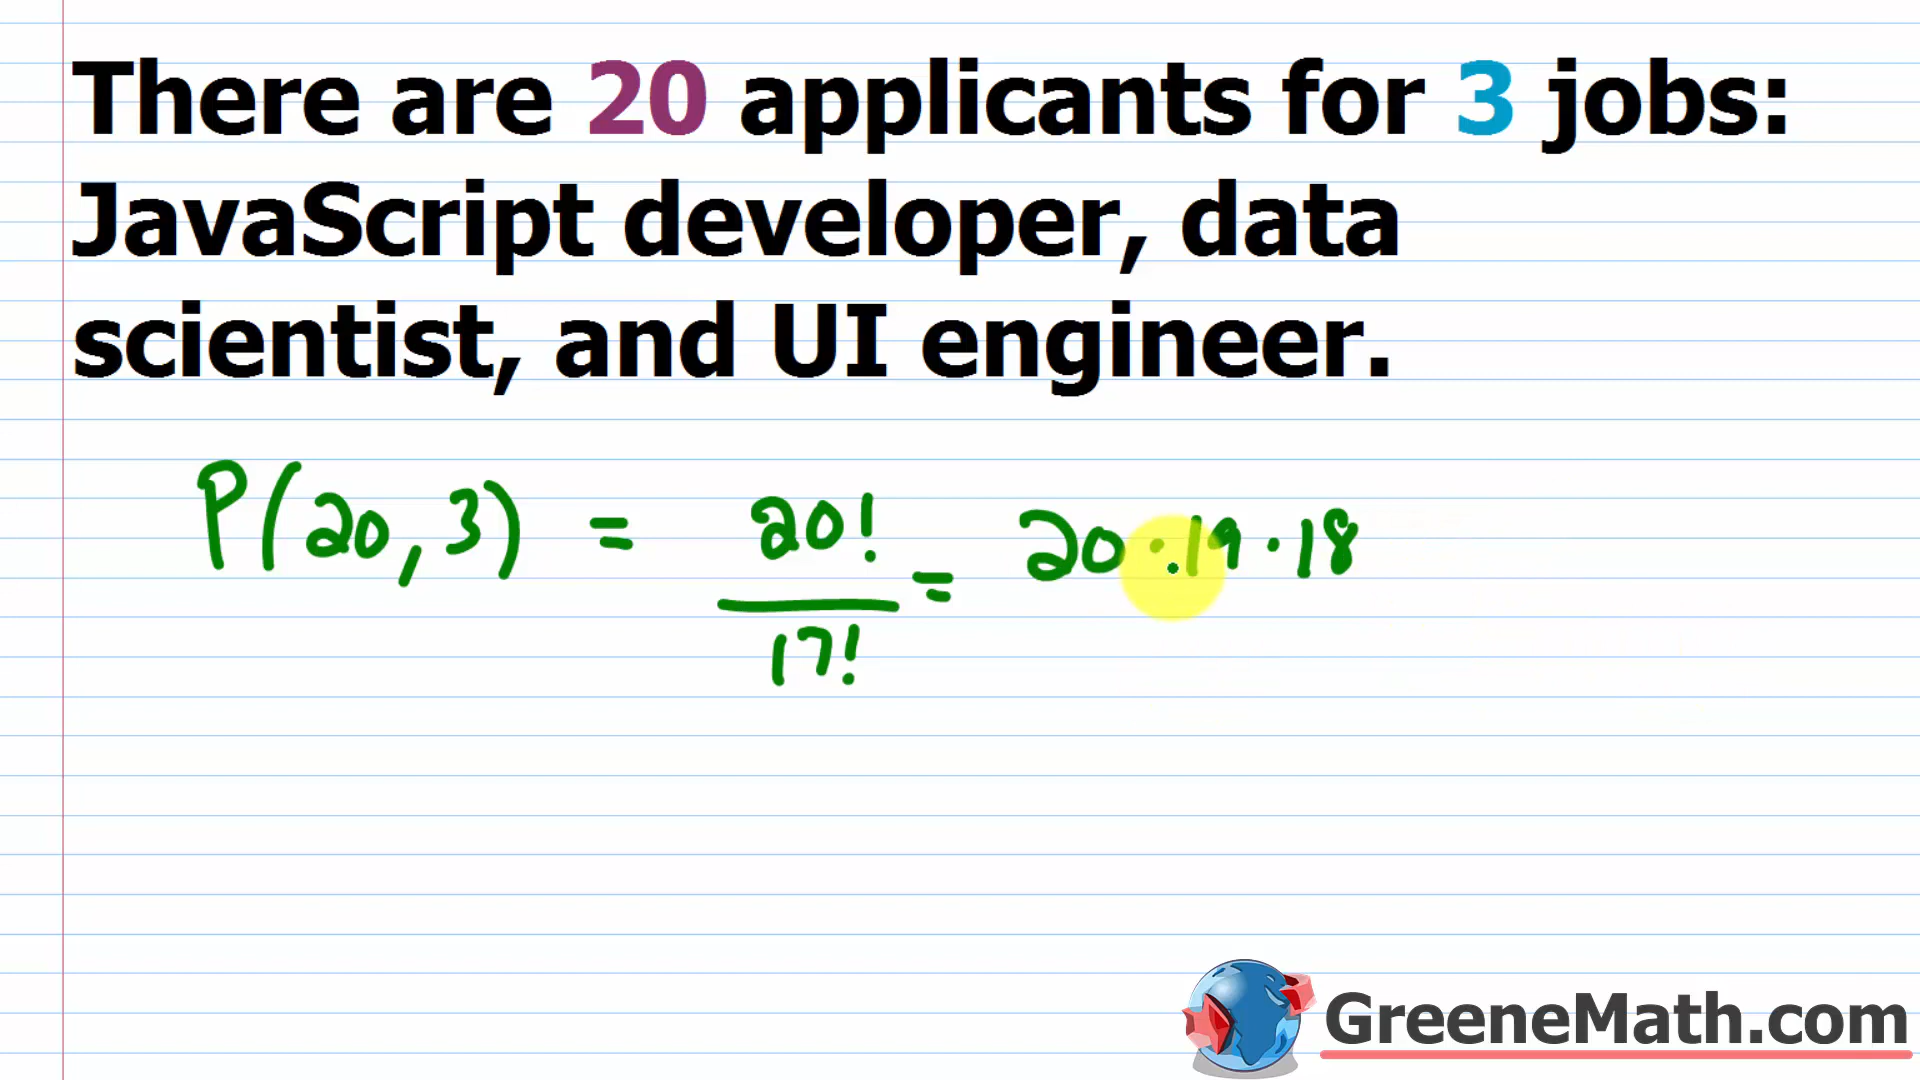 There are 20 applicants for 3 jobs:
JavaScript developer, data
scientist, and UI engineer.
P(20,3) = 20!/17! = 20·19·18
GreeneMath.com